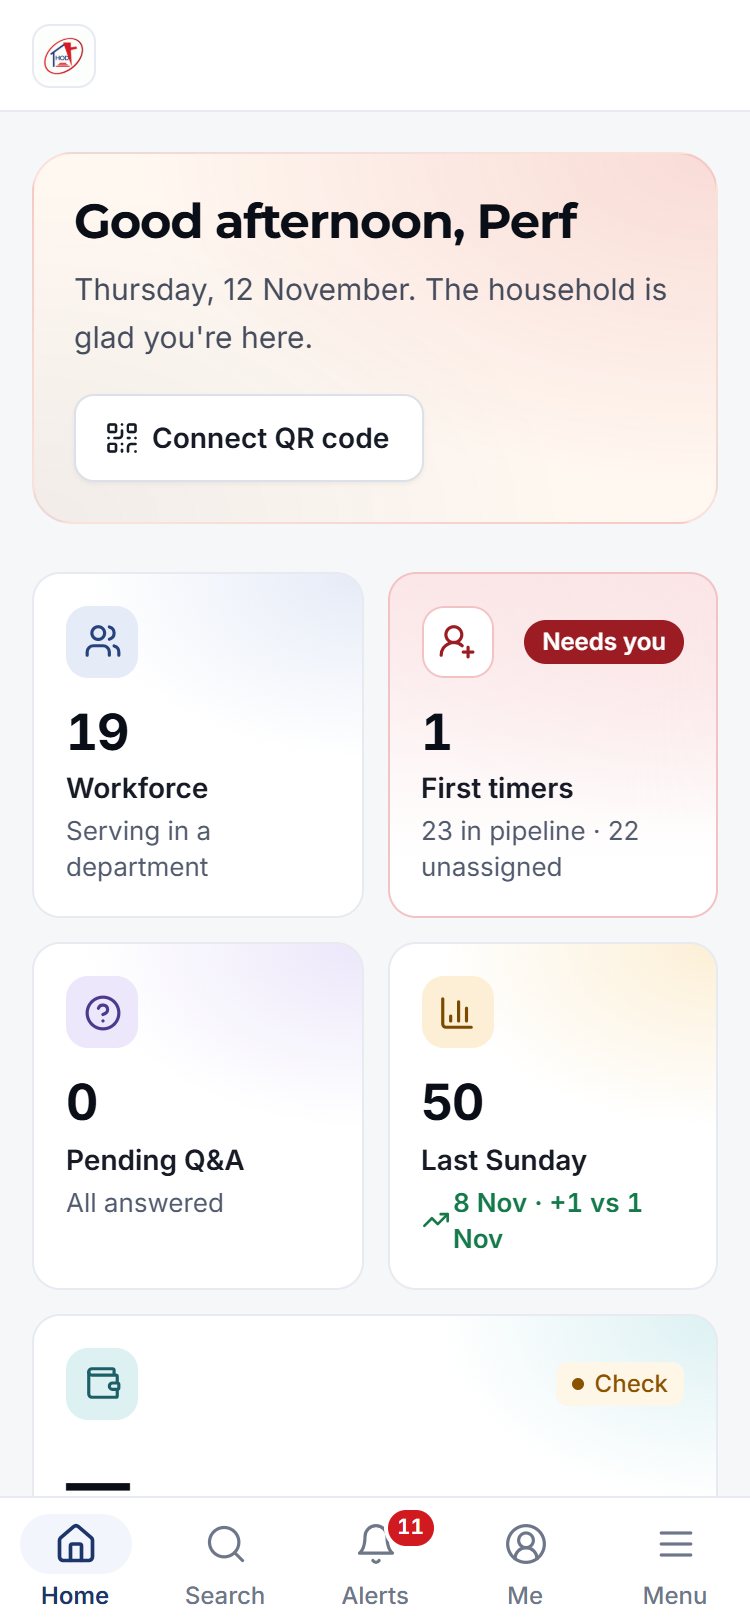 HOD
Good afternoon, Perf
Thursday, 12 November. The household is
glad you're here.
Connect QR code
19
Workforce
Serving in a
department
Needs you
1
First timers
23 in pipeline · 22
unassigned
0
Pending Q&A
All answered
50
Last Sunday
8 Nov · +1 vs 1
Nov
Check
—
Home
Search
11
Alerts
Me
Menu